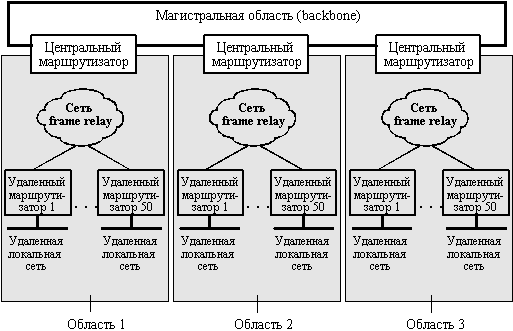 Магистральная область (backbone)
Центральный
маршрутизатор
Центральный
маршрутизатор
Центральный
маршрутизатор
Сеть
frame relay
Сеть
frame relay
Сеть
frame relay
Удаленный
маршрути-
затор 1
. . .
Удаленный
маршрути-
затор 50
Удаленный
маршрути-
затор 1
. . .
Удаленный
маршрути-
затор 50
Удаленный
маршрути-
затор 1
. . .
Удаленный
маршрути-
затор 50
Удаленная
локальная
сеть
Удаленная
локальная
сеть
Удаленная
локальная
сеть
Удаленная
локальная
сеть
Удаленная
локальная
сеть
Удаленная
локальная
сеть
Область 1
Область 2
Область 3